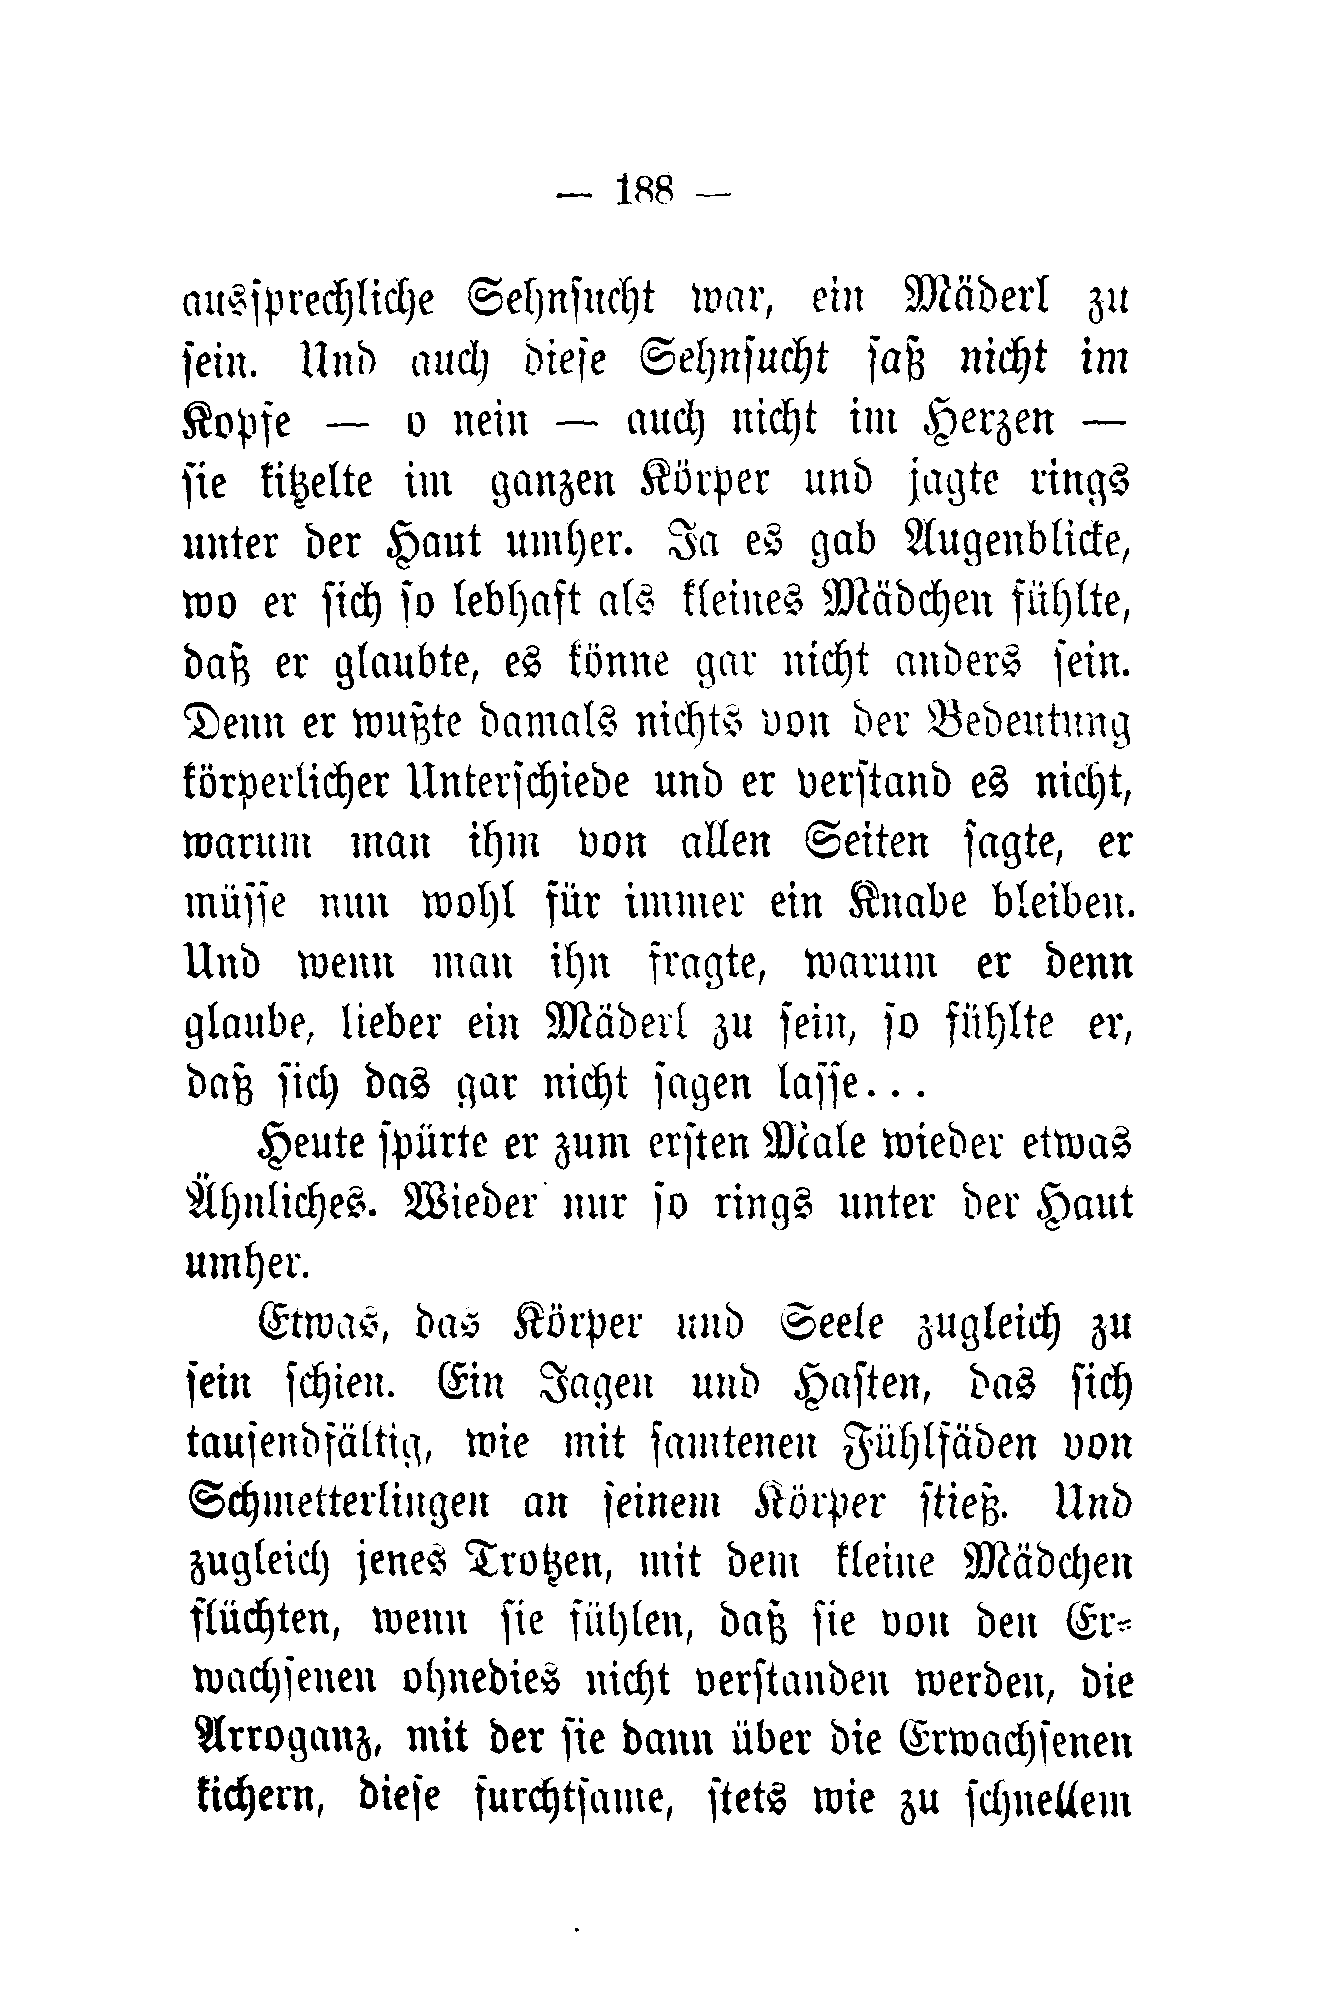 — 188 —
aussprechliche Sehnsucht war, ein Mäderl zu
sein. Und auch diese Sehnsucht saß nicht im
Kopfe — o nein — auch nicht im Herzen —
sie kitzelte im ganzen Körper und jagte rings
unter der Haut umher. Ja es gab Augenblicke,
wo er sich so lebhaft als kleines Mädchen fühlte,
daß er glaubte, es könne gar nicht anders sein.
Denn er wußte damals nichts von der Bedeutung
körperlicher Unterschiede und er verstand es nicht,
warum man ihm von allen Seiten sagte, er
müsse nun wohl für immer ein Knabe bleiben.
Und wenn man ihn fragte, warum er denn
glaube, lieber ein Mäderl zu sein, so fühlte er,
daß sich das gar nicht sagen lasse...
Heute spürte er zum ersten Male wieder etwas
Ähnliches. Wieder nur so rings unter der Haut
umher.
Etwas, das Körper und Seele zugleich zu
sein schien. Ein Jagen und Hasten, das sich
tausendfältig, wie mit samtenen Fühlfäden von
Schmetterlingen an seinem Körper stieß. Und
zugleich jenes Trotzen, mit dem kleine Mädchen
flüchten, wenn sie fühlen, daß sie von den Er-
wachsenen ohnedies nicht verstanden werden, die
Arroganz, mit der sie dann über die Erwachsenen
kichern, diese furchtsame, stets wie zu schnellem